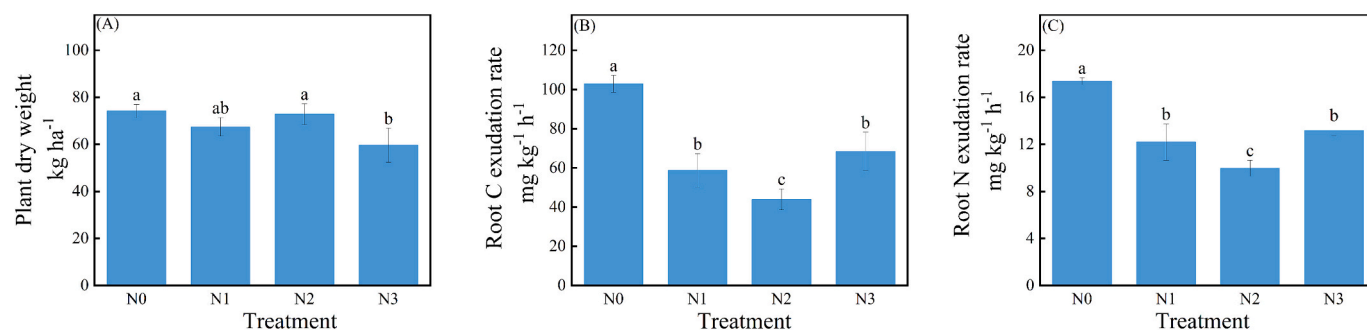 (A)
Plant dry weight
kg ha⁻¹
100
80
60
40
20
0
a
ab
a
b
N0 N1 N2 N3
Treatment
(B)
Root C exudation rate
mg kg⁻¹ h⁻¹
120
100
80
60
40
20
0
a
b
c
b
N0 N1 N2 N3
Treatment
(C)
Root N exudation rate
mg kg⁻¹ h⁻¹
20
16
12
8
4
0
a
b
c
b
N0 N1 N2 N3
Treatment